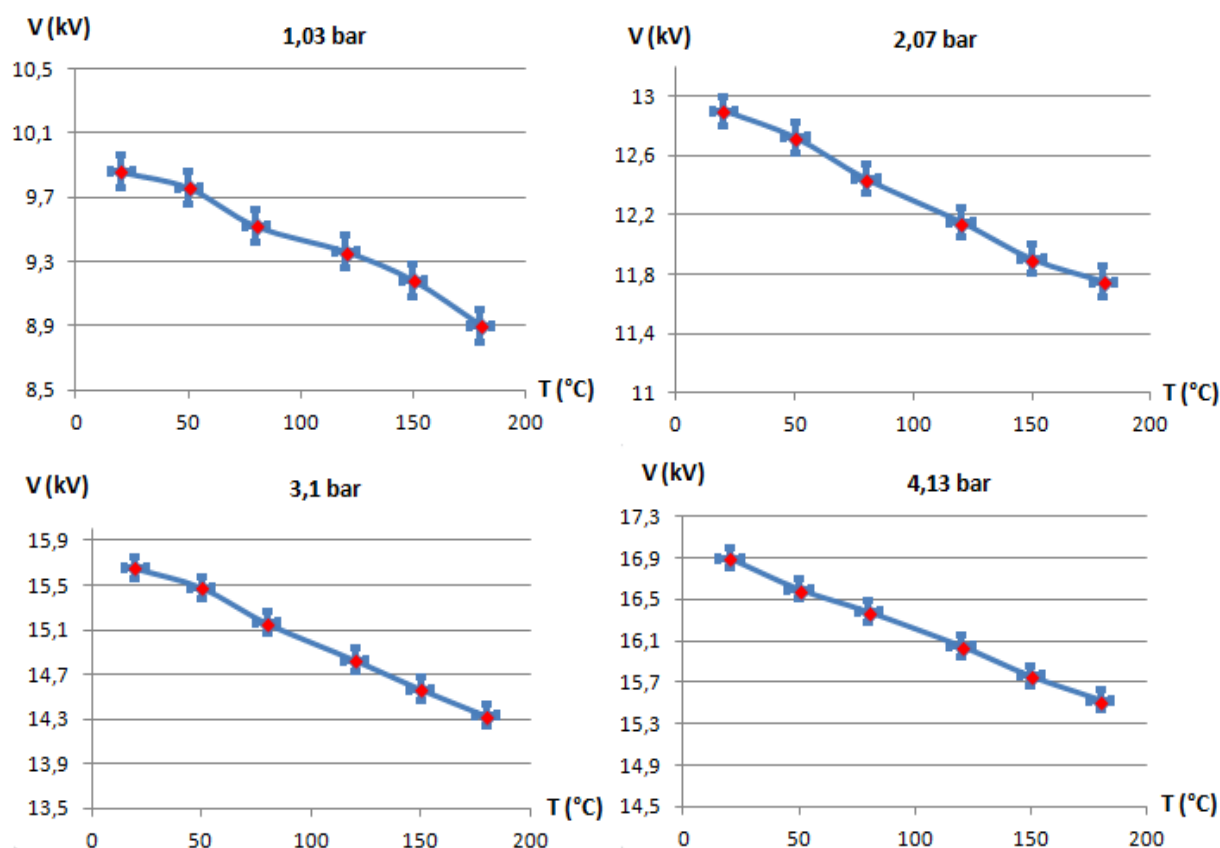 V (kV)
1,03 bar
10,5
10,1
9,7
9,3
8,9
8,5
T (°C)
0 50 100 150 200
V (kV)
2,07 bar
13
12,6
12,2
11,8
11,4
11
T (°C)
0 50 100 150 200
V (kV)
3,1 bar
15,9
15,5
15,1
14,7
14,3
13,9
13,5
T (°C)
0 50 100 150 200
V (kV)
4,13 bar
17,3
16,9
16,5
16,1
15,7
15,3
14,9
14,5
T (°C)
0 50 100 150 200